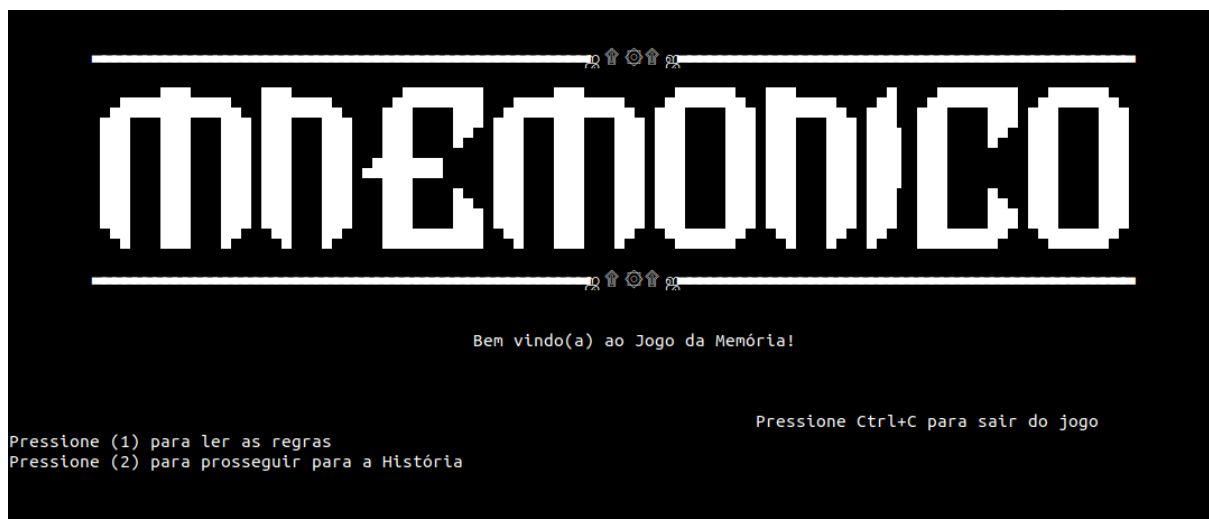 MNEMONICO
Bem vindo(a) ao Jogo da Memória!
Pressione Ctrl+C para sair do jogo
Pressione (1) para ler as regras
Pressione (2) para prosseguir para a História